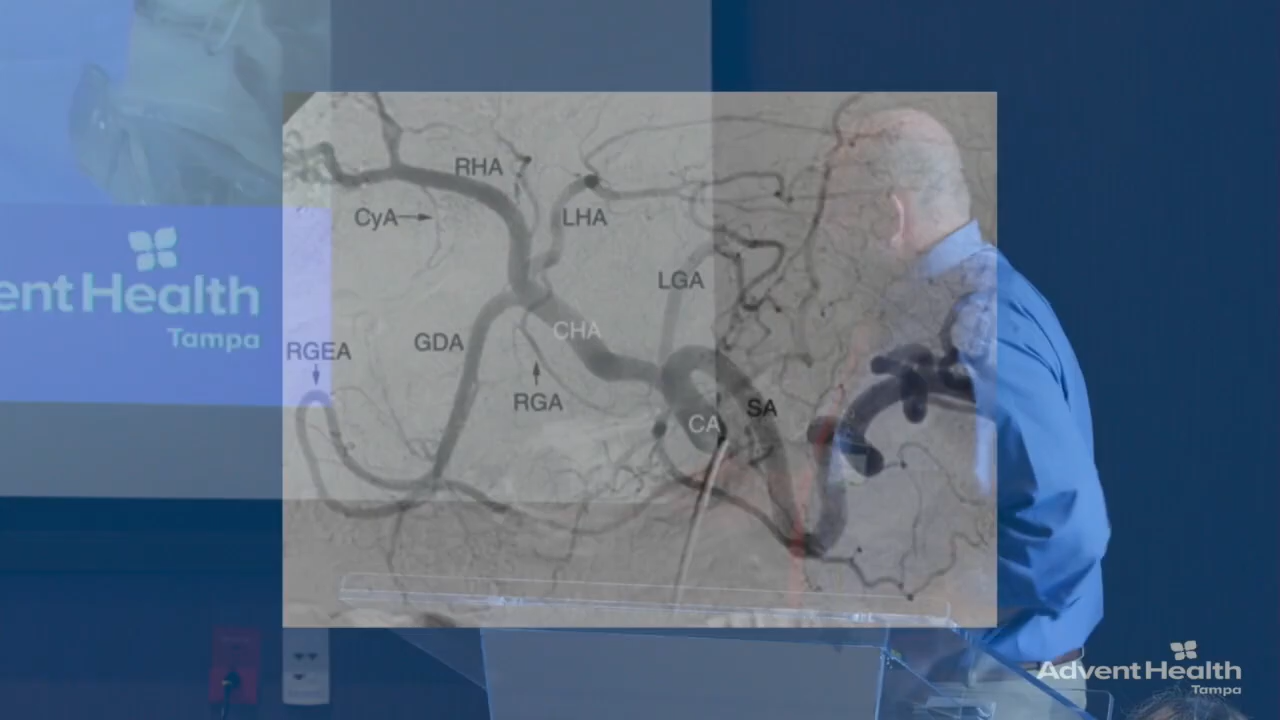 RHA
CyA
LHA
LGA
CHA
GDA
RGEA
RGA
CA
SA
ent Health
Tampa
AdventHealth
Tampa